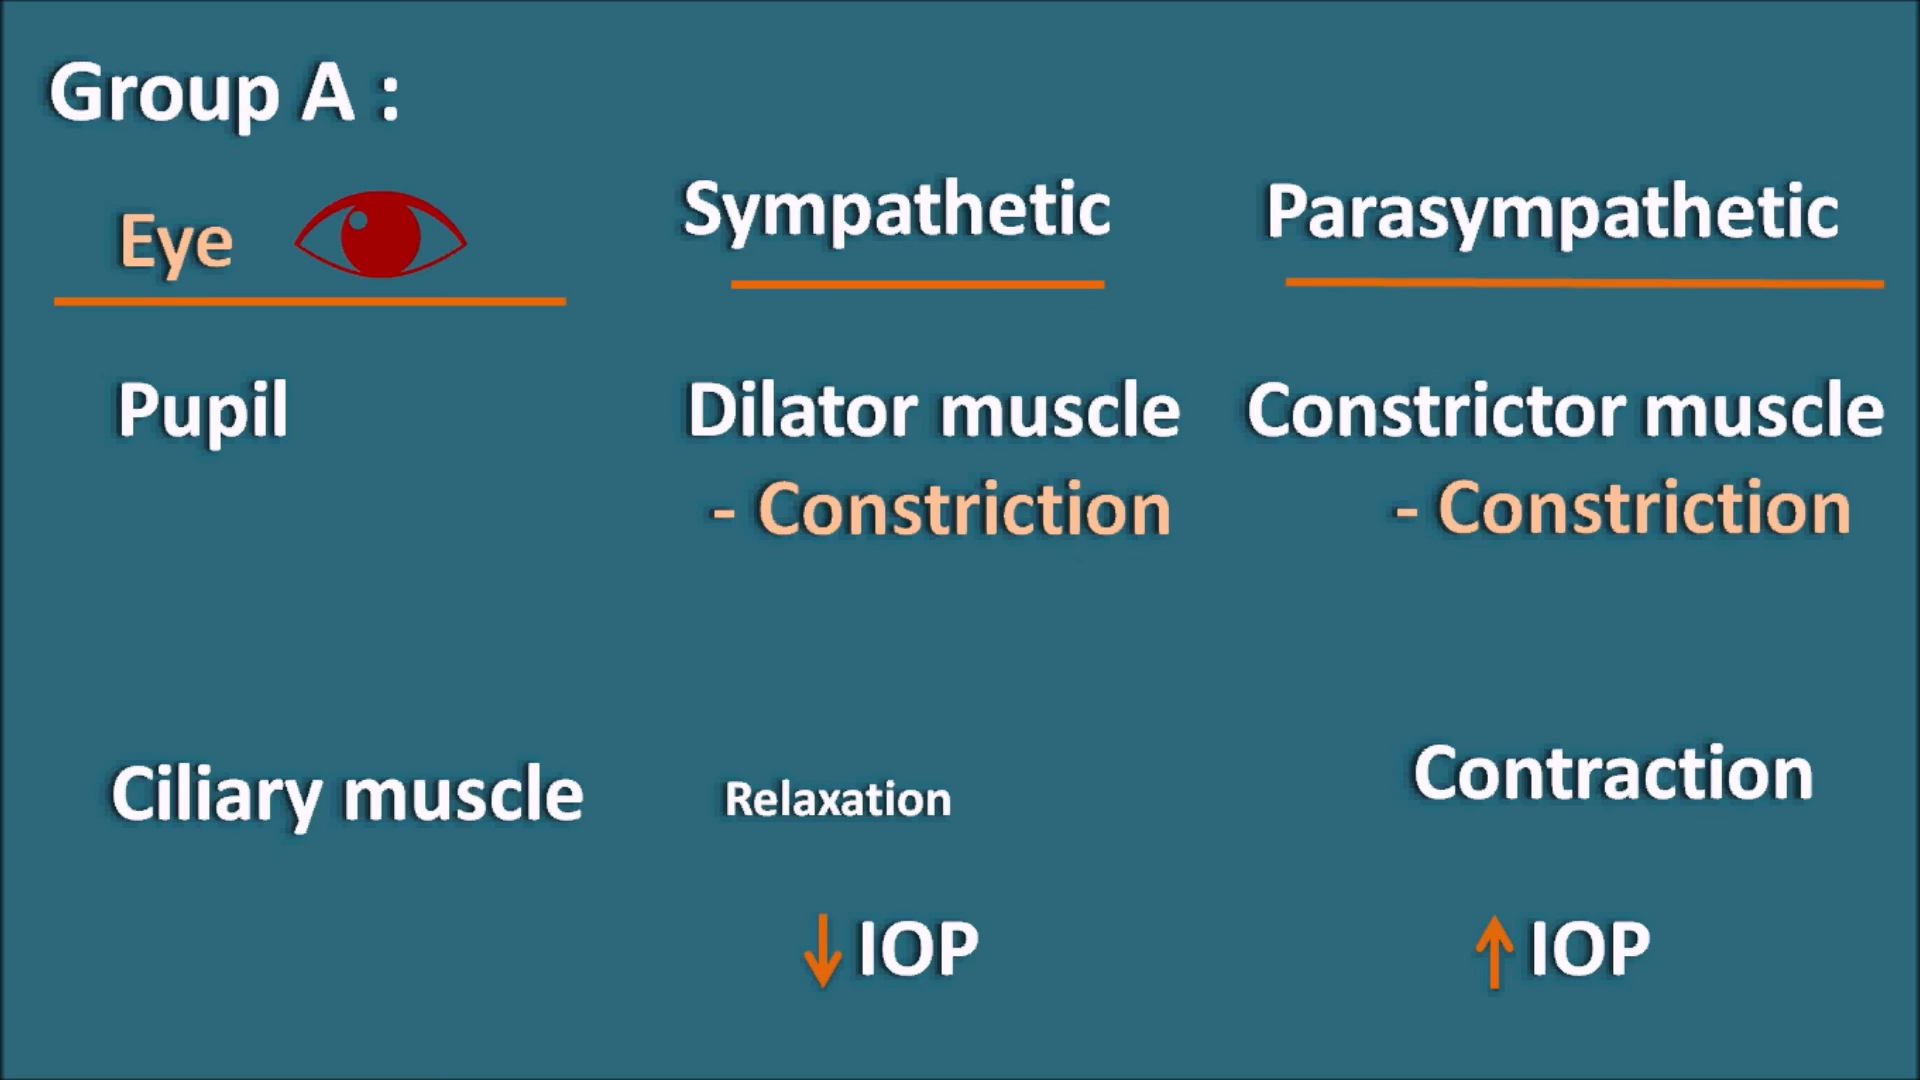 Group A :
Eye
Sympathetic
Parasympathetic
Pupil
Dilator muscle
Constrictor muscle
- Constriction
- Constriction
Ciliary muscle
Relaxation
Contraction
↓ IOP
↑ IOP